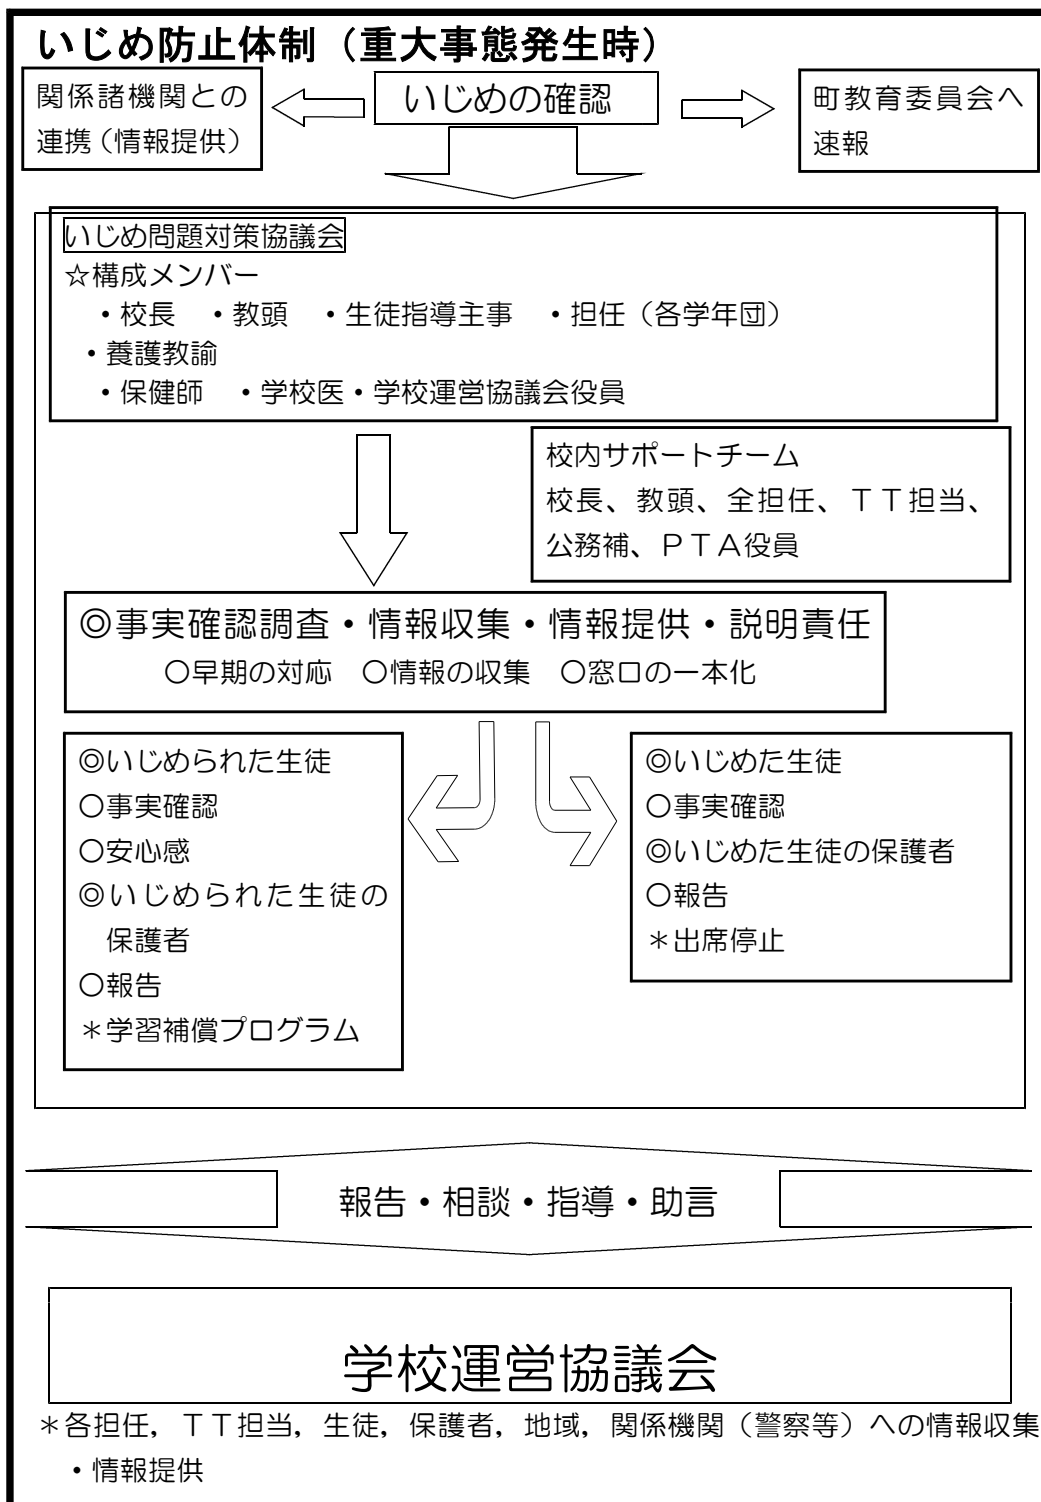 いじめ防止体制（重大事態発生時）
関係諸機関との
連携（情報提供）
いじめの確認
町教育委員会へ
速報
いじめ問題対策協議会
☆構成メンバー
・校長　・教頭　・生徒指導主事　・担任（各学年団）
・養護教諭
・保健師　・学校医・学校運営協議会役員
校内サポートチーム
校長、教頭、全担任、ＴＴ担当、
公務補、ＰＴＡ役員
◎事実確認調査・情報収集・情報提供・説明責任
○早期の対応　○情報の収集　○窓口の一本化
◎いじめられた生徒
○事実確認
○安心感
◎いじめられた生徒の
保護者
○報告
＊学習補償プログラム
◎いじめた生徒
○事実確認
◎いじめた生徒の保護者
○報告
＊出席停止
報告・相談・指導・助言
学校運営協議会
＊各担任，ＴＴ担当，生徒，保護者，地域，関係機関（警察等）への情報収集
・情報提供